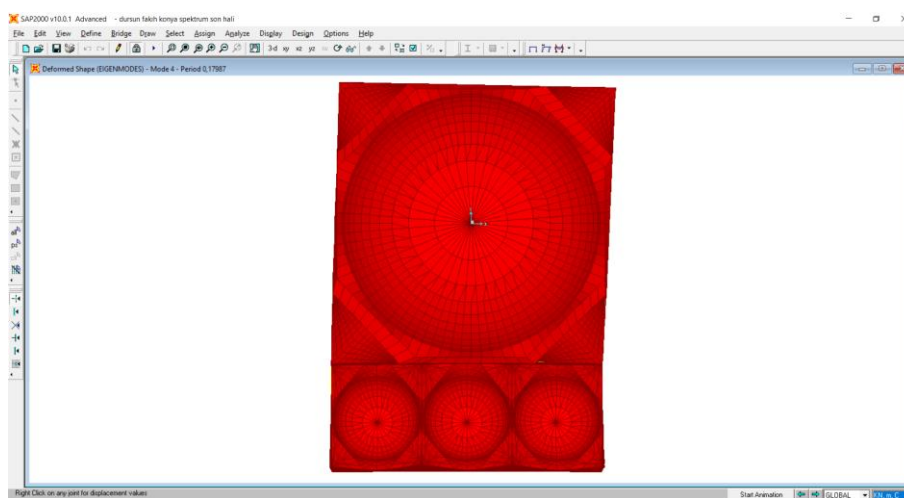 SAP2000 v10.0.1 Advanced - dursun fakıh konya spektrum son hali
File Edit View Define Bridge Draw Select Assign Analyze Display Design Options Help
3-d xy xz yz
Deformed Shape (EIGENMODES) - Mode 4 - Period 0,17987
Right Click on any joint for displacement values
Start Animation GLOBAL KN, m, C